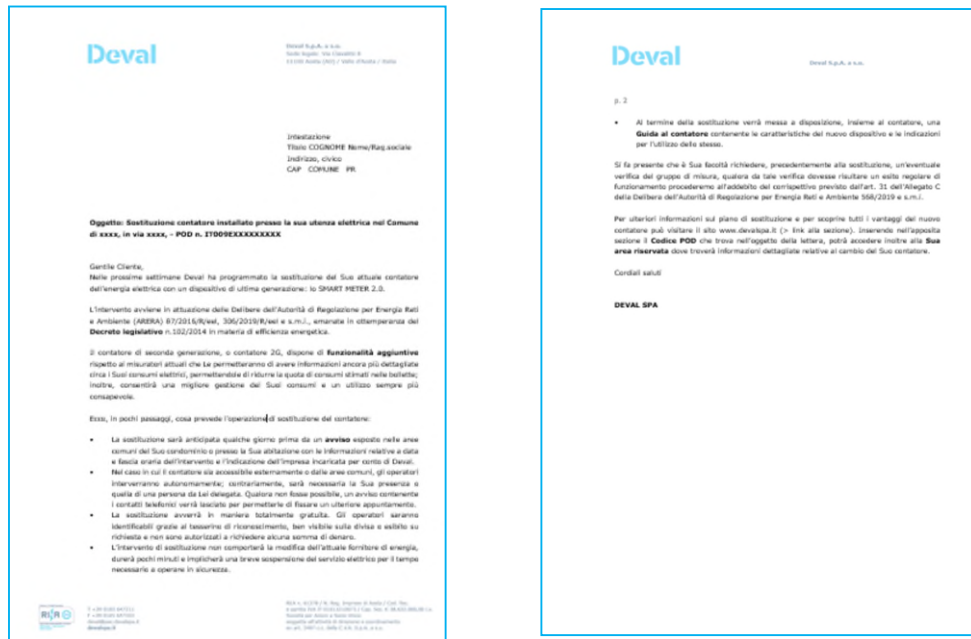 Deval
Deval S.p.A. a s.u.
Sede legale: Via Clavalité 8
11100 Aosta (AO) / Valle d'Aosta / Italia
Intestazione
Titolo COGNOME Nome/Rag.sociale
Indirizzo, civico
CAP COMUNE PR
Oggetto: Sostituzione contatore installato presso la sua utenza elettrica nel Comune
di xxxx, in via xxxx, - POD n. IT009EXXXXXXXXX
Gentile Cliente,
Nelle prossime settimane Deval ha programmato la sostituzione del Suo attuale contatore
dell'energia elettrica con un dispositivo di ultima generazione: lo SMART METER 2.0.
L'intervento avviene in attuazione delle Delibere dell'Autorità di Regolazione per Energia Reti
e Ambiente (ARERA) 87/2016/R/eel, 306/2019/R/eel e s.m.i., emanate in ottemperanza del
Decreto legislativo n.102/2014 in materia di efficienza energetica.
Il contatore di seconda generazione, o contatore 2G, dispone di funzionalità aggiuntive
rispetto ai misuratori attuali che Le permetteranno di avere informazioni ancora più dettagliate
circa i Suoi consumi elettrici, permettendole di ridurre la quota di consumi stimati nelle bollette;
inoltre, consentirà una migliore gestione dei Suoi consumi e un utilizzo sempre più
consapevole.
Ecco, in pochi passaggi, cosa prevede l'operazione di sostituzione del contatore:
• La sostituzione sarà anticipata qualche giorno prima da un avviso esposto nelle aree
comuni del Suo condominio o presso la Sua abitazione con le informazioni relative a data
e fascia oraria dell'intervento e l'indicazione dell'impresa incaricata per conto di Deval.
• Nel caso in cui il contatore sia accessibile esternamente o dalle aree comuni, gli operatori
interverranno autonomamente; contrariamente, sarà necessaria la Sua presenza o
quella di una persona da Lei delegata. Qualora non fosse possibile, un avviso contenente
i contatti telefonici verrà lasciato per permetterle di fissare un ulteriore appuntamento.
• La sostituzione avverrà in maniera totalmente gratuita. Gli operatori saranno
identificabili grazie al tesserino di riconoscimento, ben visibile sulla divisa e esibito su
richiesta e non sono autorizzati a richiedere alcuna somma di denaro.
• L'intervento di sostituzione non comporterà la modifica dell'attuale fornitore di energia,
durerà pochi minuti e implicherà una breve sospensione del servizio elettrico per il tempo
necessario a operare in sicurezza.
Deval
Deval S.p.A. a s.u.
p. 2
• Al termine della sostituzione verrà messa a disposizione, insieme al contatore, una
Guida al contatore contenente le caratteristiche del nuovo dispositivo e le indicazioni
per l'utilizzo dello stesso.
Si fa presente che è Sua facoltà richiedere, precedentemente alla sostituzione, un'eventuale
verifica del gruppo di misura, qualora da tale verifica dovesse risultare un esito regolare di
funzionamento procederemo all'addebito del corrispettivo previsto dall'art. 31 dell'Allegato C
della Delibera dell'Autorità di Regolazione per Energia Reti e Ambiente 568/2019 e s.m.i.
Per ulteriori informazioni sul piano di sostituzione e per scoprire tutti i vantaggi del nuovo
contatore può visitare il sito www.devalspa.it (> link alla sezione). Inserendo nell'apposita
sezione il Codice POD che trova nell'oggetto della lettera, potrà accedere inoltre alla Sua
area riservata dove troverà informazioni dettagliate relative al cambio del Suo contatore.
Cordiali saluti
DEVAL SPA